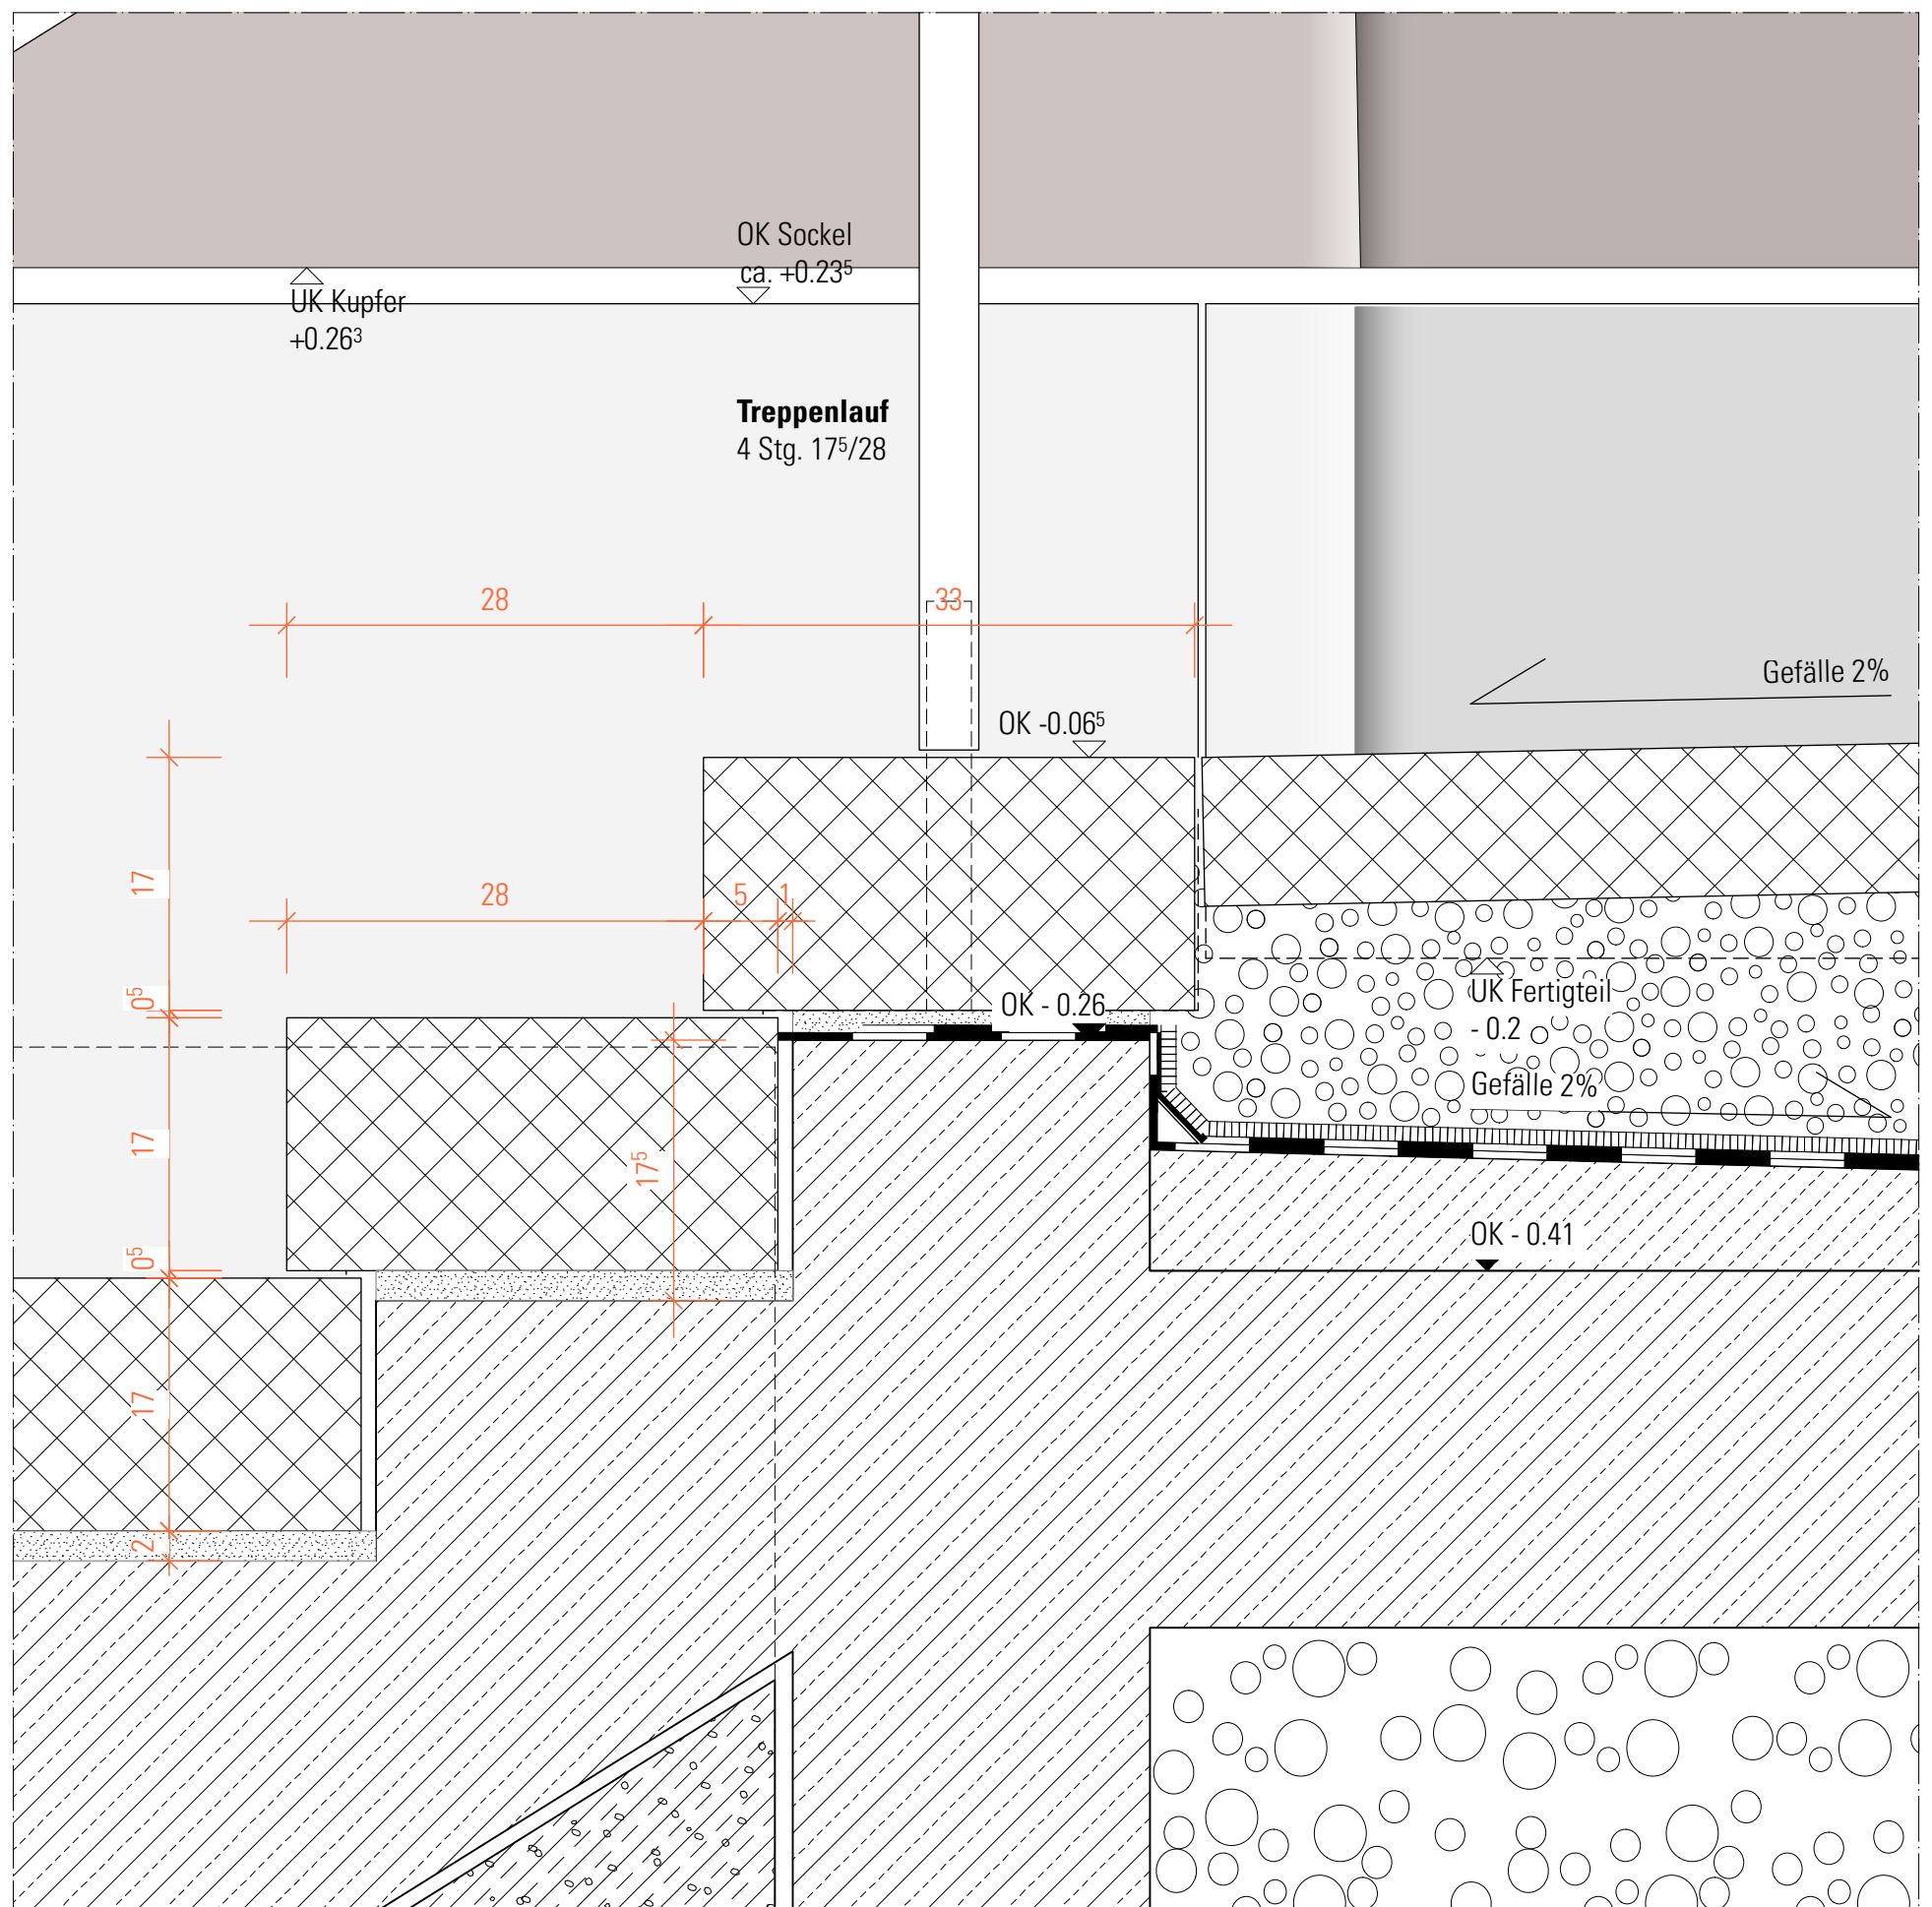 OK Sockel
ca. +0.23⁵
UK Kupfer
+0.26³
Treppenlauf
4 Stg. 17⁵/28
28
33
Gefälle 2%
OK -0.06⁵
17
28
5
1
0⁵
OK - 0.26
UK Fertigteil
- 0.2
Gefälle 2%
17
17⁵
0⁵
OK - 0.41
17
2